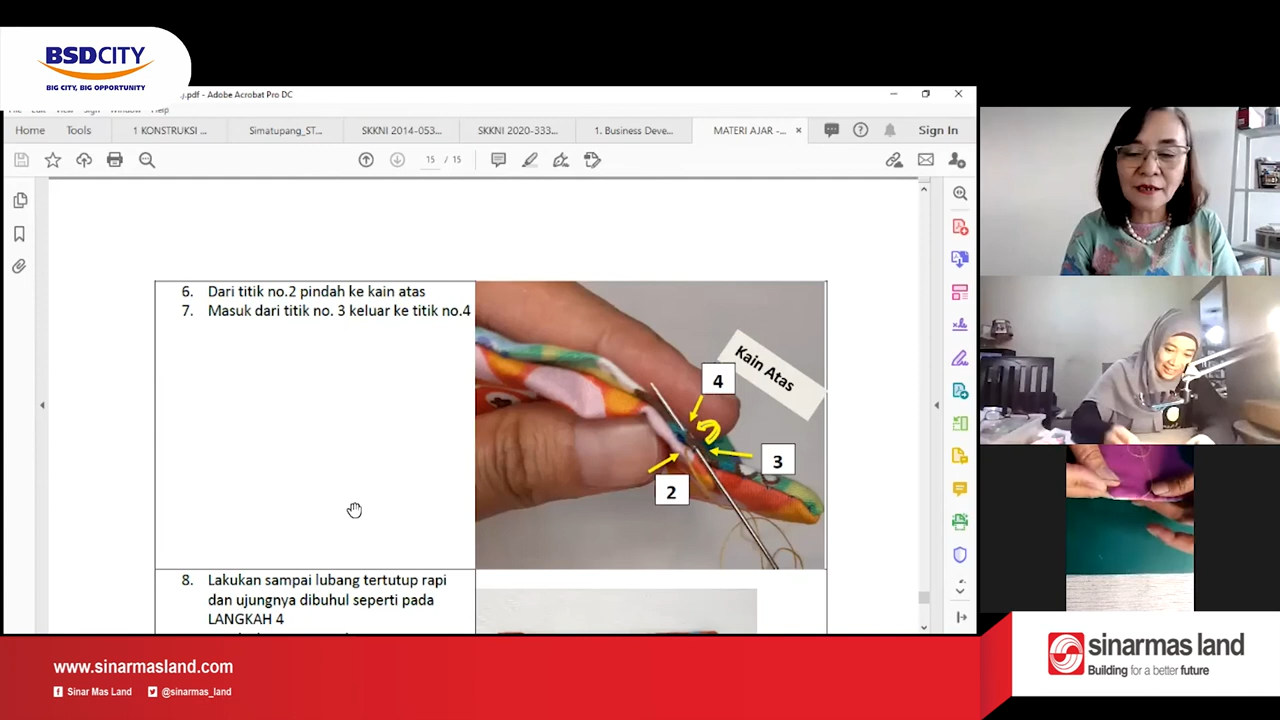 BSDCITY
BIG CITY, BIG OPPORTUNITY
.pdf - Adobe Acrobat Pro DC
Home
Tools
1 KONSTRUKSI ...
Simatupang_ST...
SKKNI 2014-053...
SKKNI 2020-333...
1. Business Deve...
MATERI AJAR -...
Sign In
15 / 15
6. Dari titik no.2 pindah ke kain atas
7. Masuk dari titik no. 3 keluar ke titik no.4
Kain Atas
4
3
2
8. Lakukan sampai lubang tertutup rapi
dan ujungnya dibuhul seperti pada
LANGKAH 4
www.sinarmasland.com
Sinar Mas Land
@sinarmas_land
sinarmas land
Building for a better future